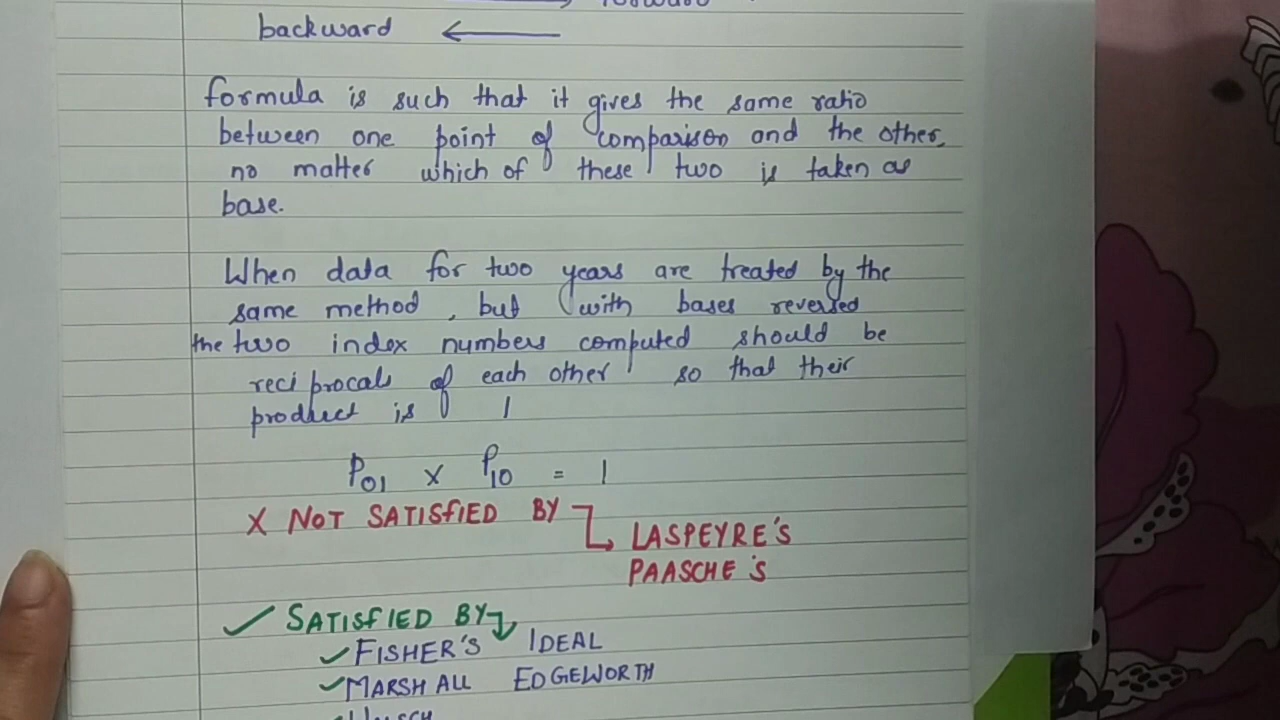 backward ←
formula is such that it gives the same ratio
between one point of comparison and the other,
no matter which of these two is taken as
base.
When data for two years are treated by the
same method, but with bases reversed
the two index numbers computed should be
reciprocals of each other so that their
product is 1
P01 x P10 = 1
X NOT SATISFIED BY
LASPEYRE'S
PAASCHE'S
✓ SATISFIED BY
✓ FISHER'S IDEAL
✓ MARSHALL EDGEWORTH